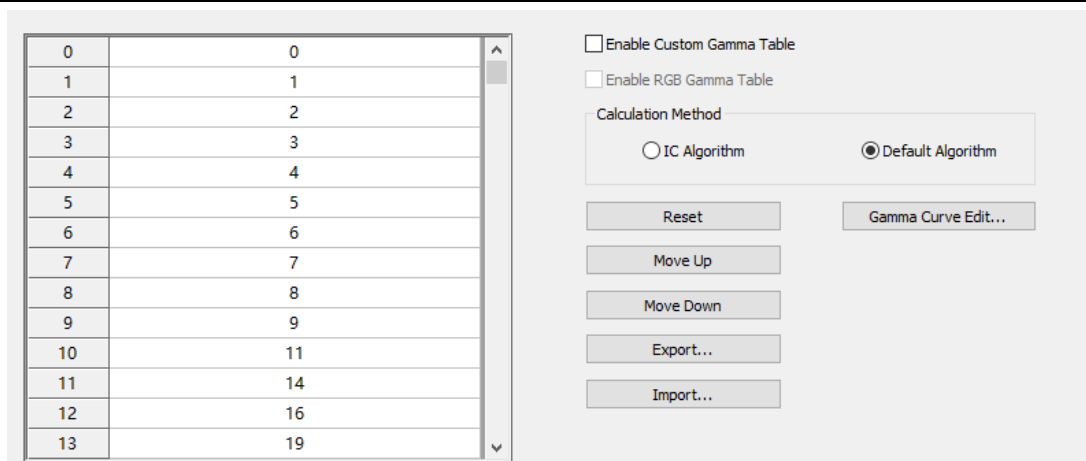 0 0
1 1
2 2
3 3
4 4
5 5
6 6
7 7
8 8
9 9
10 11
11 14
12 16
13 19
Enable Custom Gamma Table
Enable RGB Gamma Table
Calculation Method
IC Algorithm Default Algorithm
Reset Gamma Curve Edit...
Move Up
Move Down
Export...
Import...